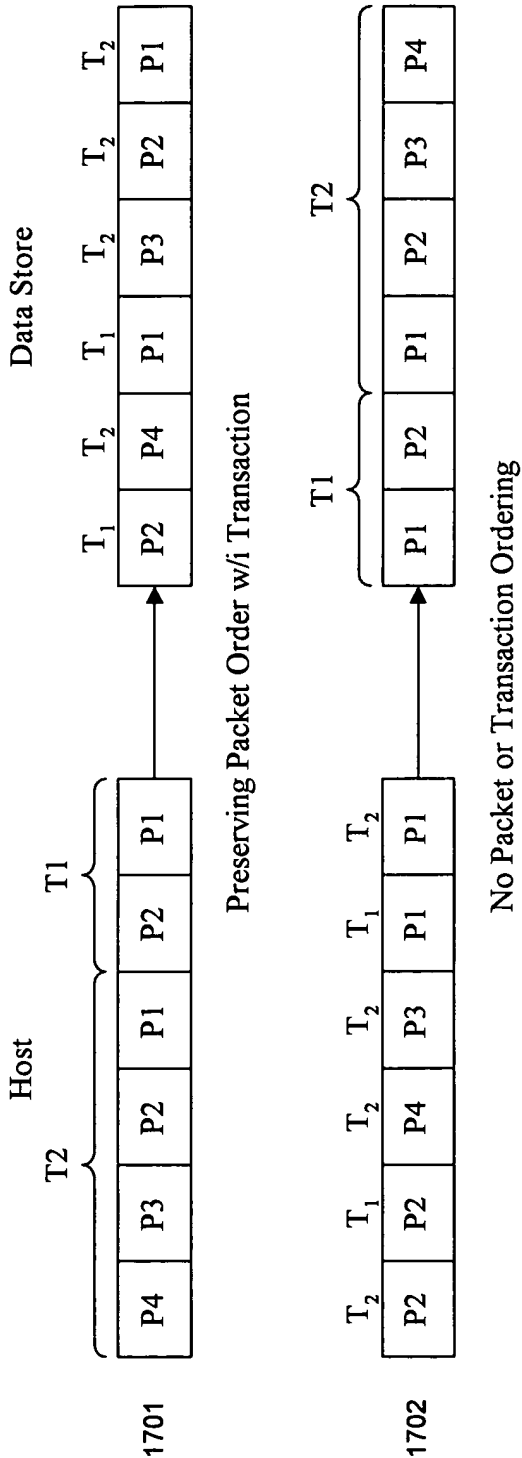 Host
Data Store
T2
T1
T₁ T₂ T₁ T₂ T₂ T₂
1701
P4 P3 P2 P1 P2 P1
P2 P4 P1 P3 P2 P1
Preserving Packet Order w/i Transaction
T₂ T₁ T₂ T₂ T₁ T₂
T1
T2
1702
P2 P2 P4 P3 P1 P1
P1 P2 P1 P2 P3 P4
No Packet or Transaction Ordering